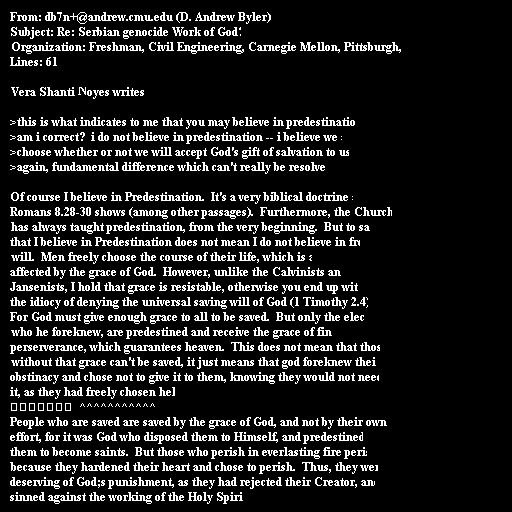 From: db7n+@andrew.cmu.edu (D. Andrew Byler)
Subject: Re: Serbian genocide Work of God?
Organization: Freshman, Civil Engineering, Carnegie Mellon, Pittsburgh,
Lines: 61

Vera Shanti Noyes writes

>this is what indicates to me that you may believe in predestinatio
>am i correct?  i do not believe in predestination -- i believe we
>choose whether or not we will accept God's gift of salvation to us
>again, fundamental difference which can't really be resolve

Of course I believe in Predestination.  It's a very biblical doctrine
Romans 8.28-30 shows (among other passages).  Furthermore, the Church
has always taught predestination, from the very beginning.  But to sa
that I believe in Predestination does not mean I do not believe in fre
will.  Men freely choose the course of their life, which is a
affected by the grace of God.  However, unlike the Calvinists an
Jansenists, I hold that grace is resistable, otherwise you end up wit
the idiocy of denying the universal saving will of God (1 Timothy 2.4)
For God must give enough grace to all to be saved.  But only the elec
who he foreknew, are predestined and receive the grace of fin
perserverance, which guarantees heaven.  This does not mean that thos
without that grace can't be saved, it just means that god foreknew thei
obstinacy and chose not to give it to them, knowing they would not nee
it, as they had freely chosen hel
□□□□□□□  ^^^^^^^^^^^
People who are saved are saved by the grace of God, and not by their own
effort, for it was God who disposed them to Himself, and predestined
them to become saints.  But those who perish in everlasting fire peri
because they hardened their heart and chose to perish.  Thus, they wer
deserving of God;s punishment, as they had rejected their Creator, an
sinned against the working of the Holy Spiri